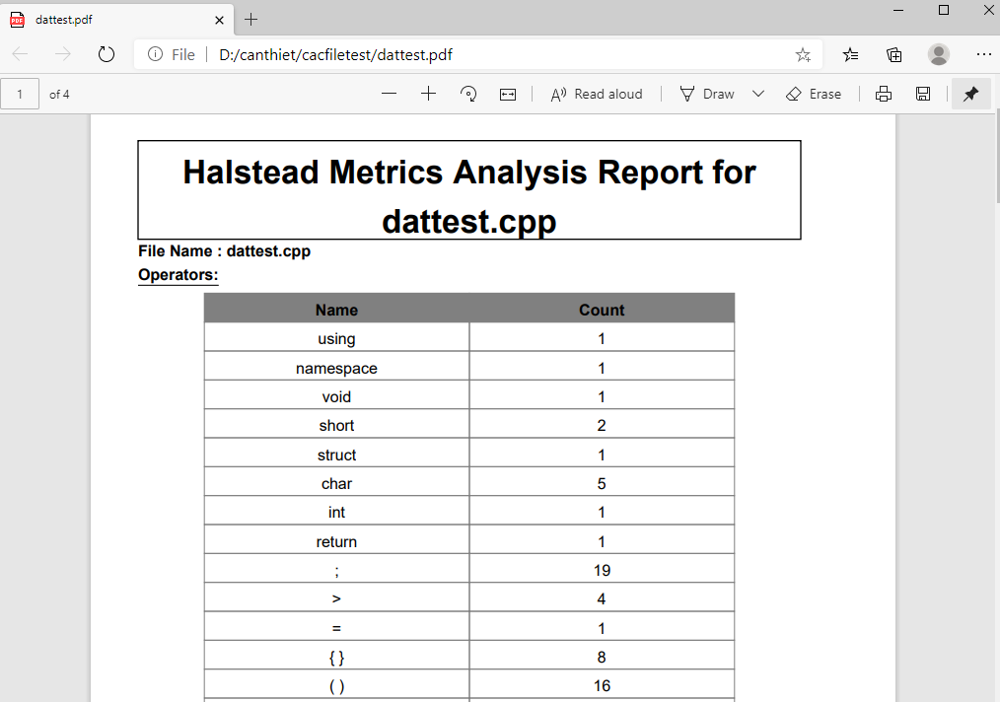 dattest.pdf
File
D:/canthiet/cacfiletest/dattest.pdf
1 of 4
Read aloud
Draw
Erase
Halstead Metrics Analysis Report for
dattest.cpp
File Name : dattest.cpp
Operators:
Name Count
using 1
namespace 1
void 1
short 2
struct 1
char 5
int 1
return 1
; 19
> 4
= 1
{ } 8
( ) 16